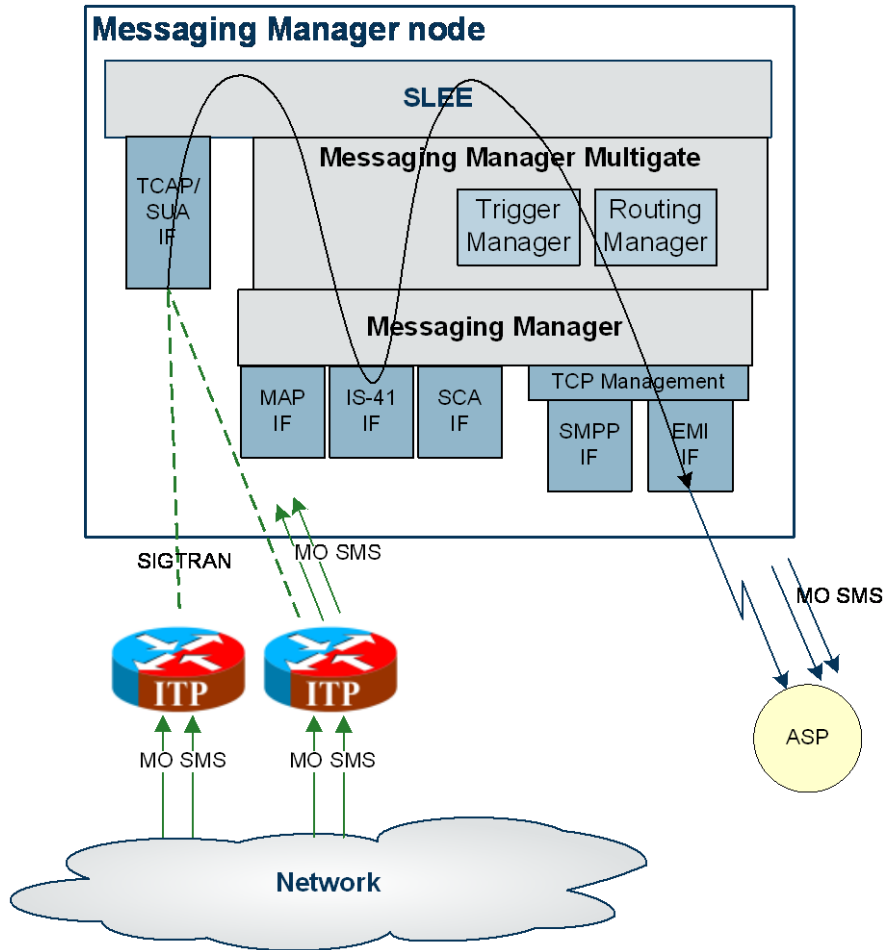 Messaging Manager node
SLEE
Messaging Manager Multigate
TCAP/
SUA
IF
Trigger
Manager
Routing
Manager
Messaging Manager
MAP
IF
IS-41
IF
SCA
IF
TCP Management
SMPP
IF
EMI
IF
SIGTRAN
MO SMS
MO SMS
ITP
ITP
ASP
MO SMS
MO SMS
Network